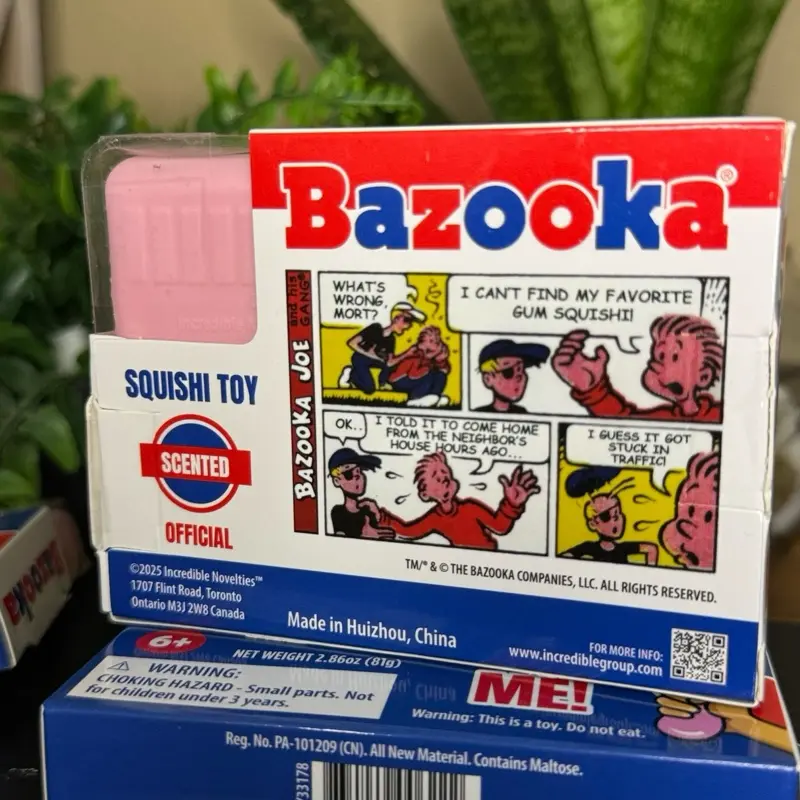 Bazooka®
BAZOOKA JOE and his GANG®
WHAT'S
WRONG,
MORT?
I CAN'T FIND MY FAVORITE
GUM SQUISHI!
OK..
I TOLD IT TO COME HOME
FROM THE NEIGHBOR'S
HOUSE HOURS AGO...
I GUESS IT GOT
STUCK IN
TRAFFIC!
SQUISHI TOY
SCENTED
OFFICIAL
TM/® & © THE BAZOOKA COMPANIES, LLC. ALL RIGHTS RESERVED.
©2025 Incredible Novelties™
1707 Flint Road, Toronto
Ontario M3J 2W8 Canada
Made in Huizhou, China
FOR MORE INFO:
www.incrediblegroup.com
Bazooka
6+
NET WEIGHT 2.86oz (81g)
WARNING:
CHOKING HAZARD - Small parts. Not
for children under 3 years.
ME!
Warning: This is a toy. Do not eat.
Reg. No. PA-101209 (CN). All New Material. Contains Maltose.
33178